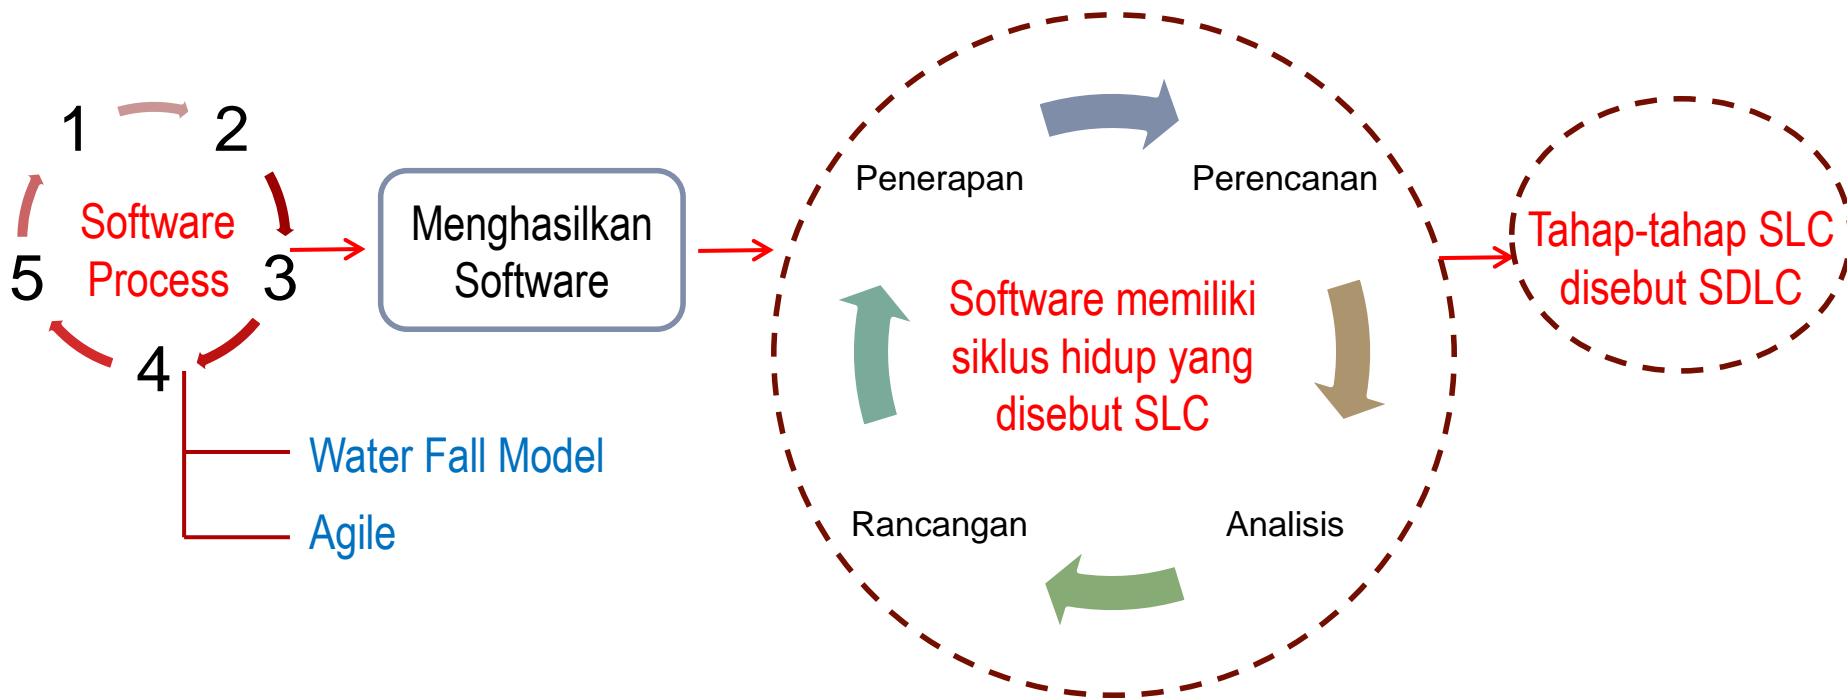 1
2
3
4
5
Software
Process
Water Fall Model
Agile
Menghasilkan
Software
Penerapan
Perencanan
Analisis
Rancangan
Software memiliki
siklus hidup yang
disebut SLC
Tahap-tahap SLC
disebut SDLC